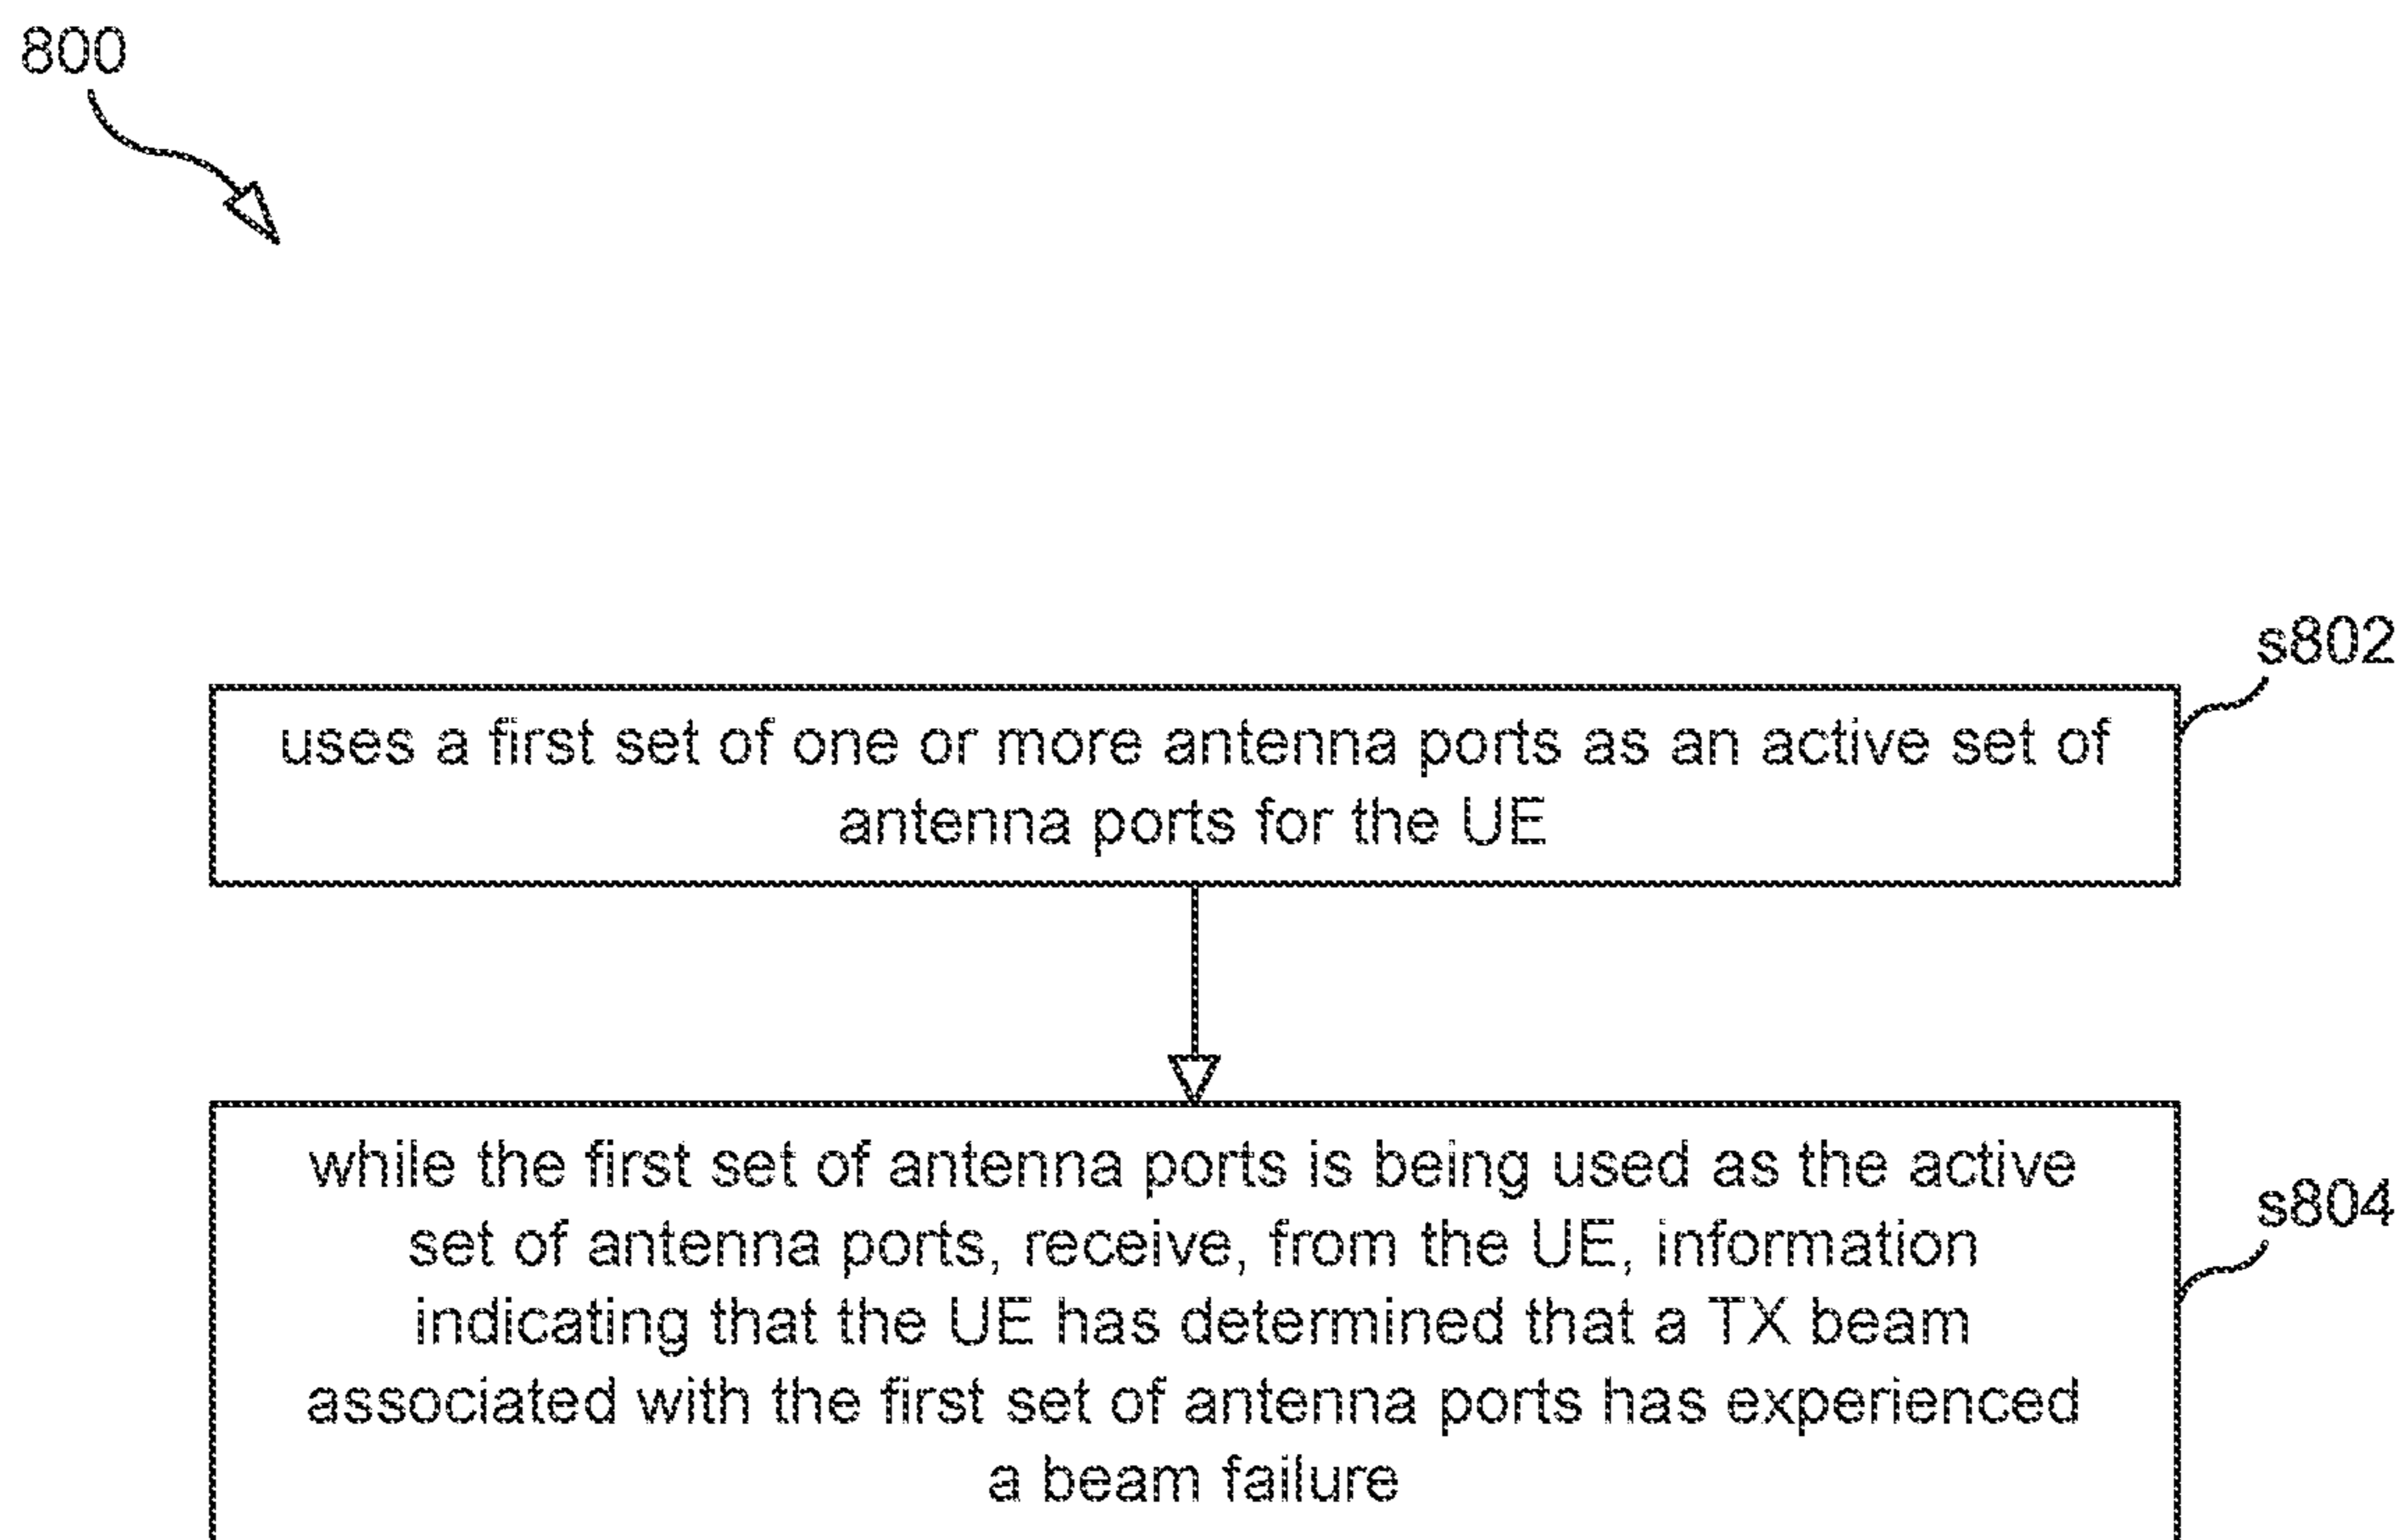 800
s802
uses a first set of one or more antenna ports as an active set of
antenna ports for the UE
s804
while the first set of antenna ports is being used as the active
set of antenna ports, receive, from the UE, information
indicating that the UE has determined that a TX beam
associated with the first set of antenna ports has experienced
a beam failure